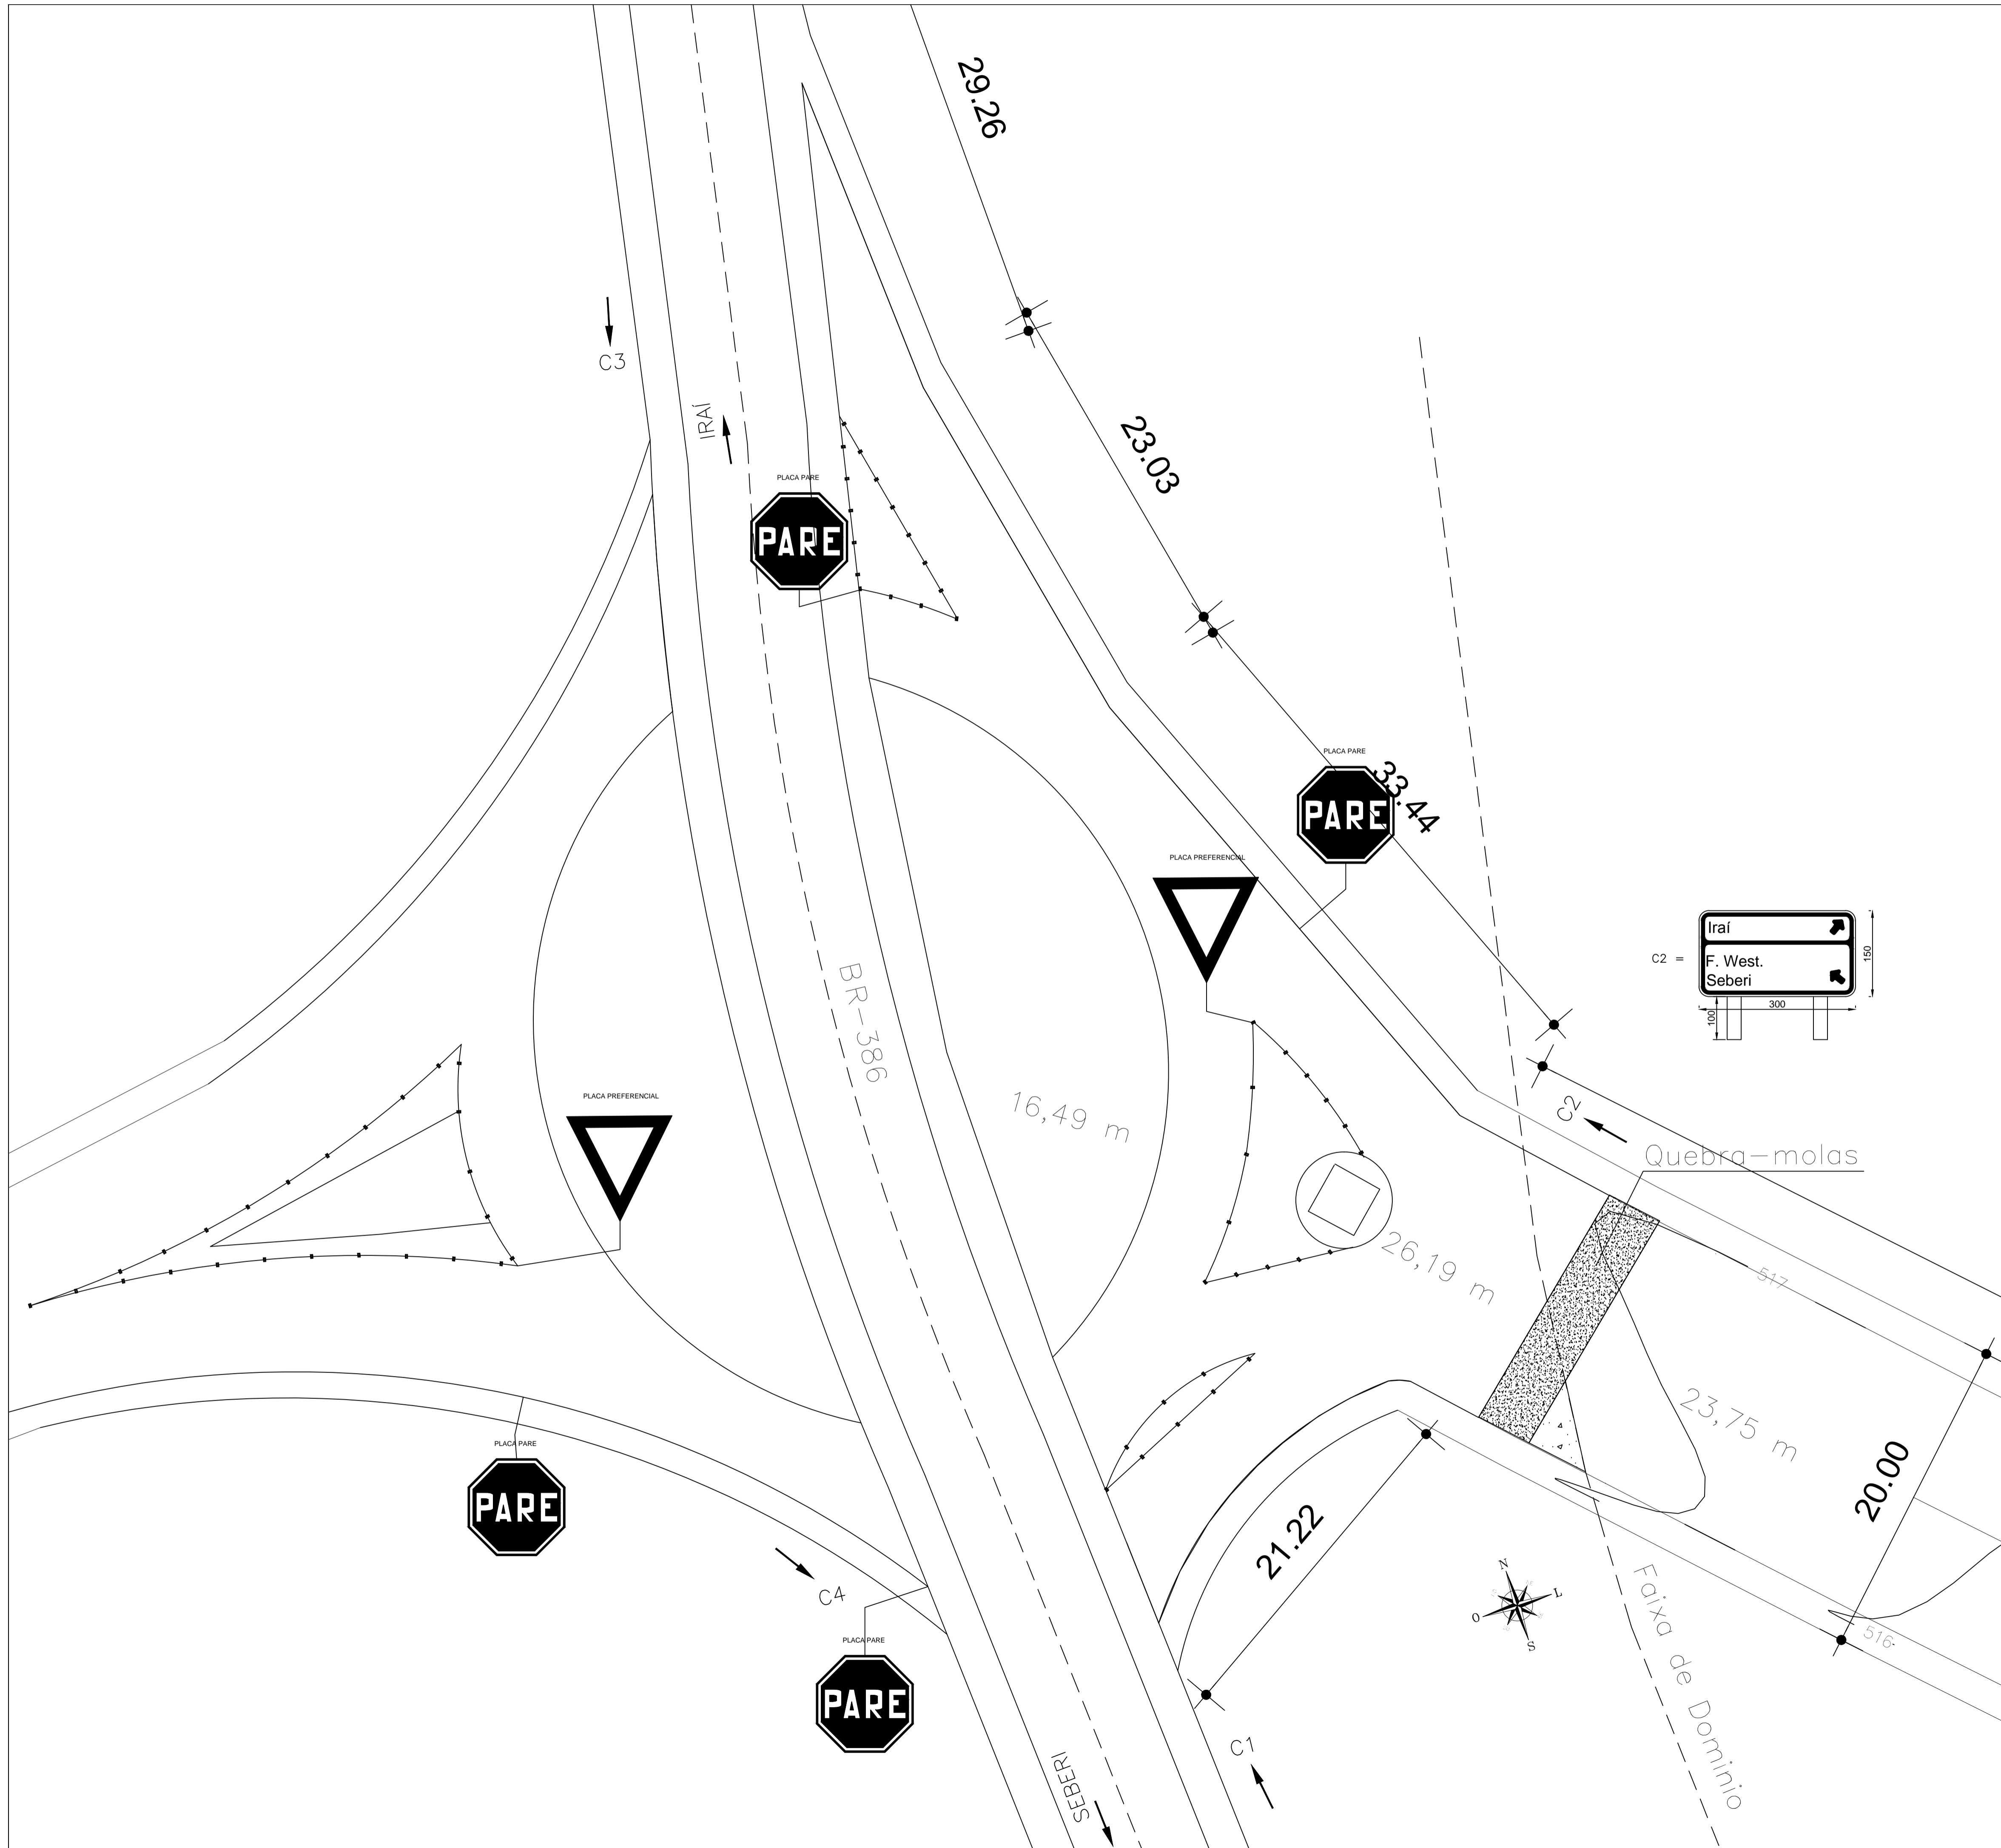 29.26
C3
IRAÍ
23.03
PLACA PARE
PARE
PLACA PARE
PARE
33.44
PLACA PREFERENCIAL
C2 =
Iraí
F. West.
Seberi
150
300
100
BR-386
16,49 m
PLACA PREFERENCIAL
C2
Quebra-molas
26,19 m
517
23,75 m
20.00
PLACA PARE
PARE
21.22
C4
N
O
L
S
516
Faixa de Dominio
PLACA PARE
PARE
C1
SEBERI